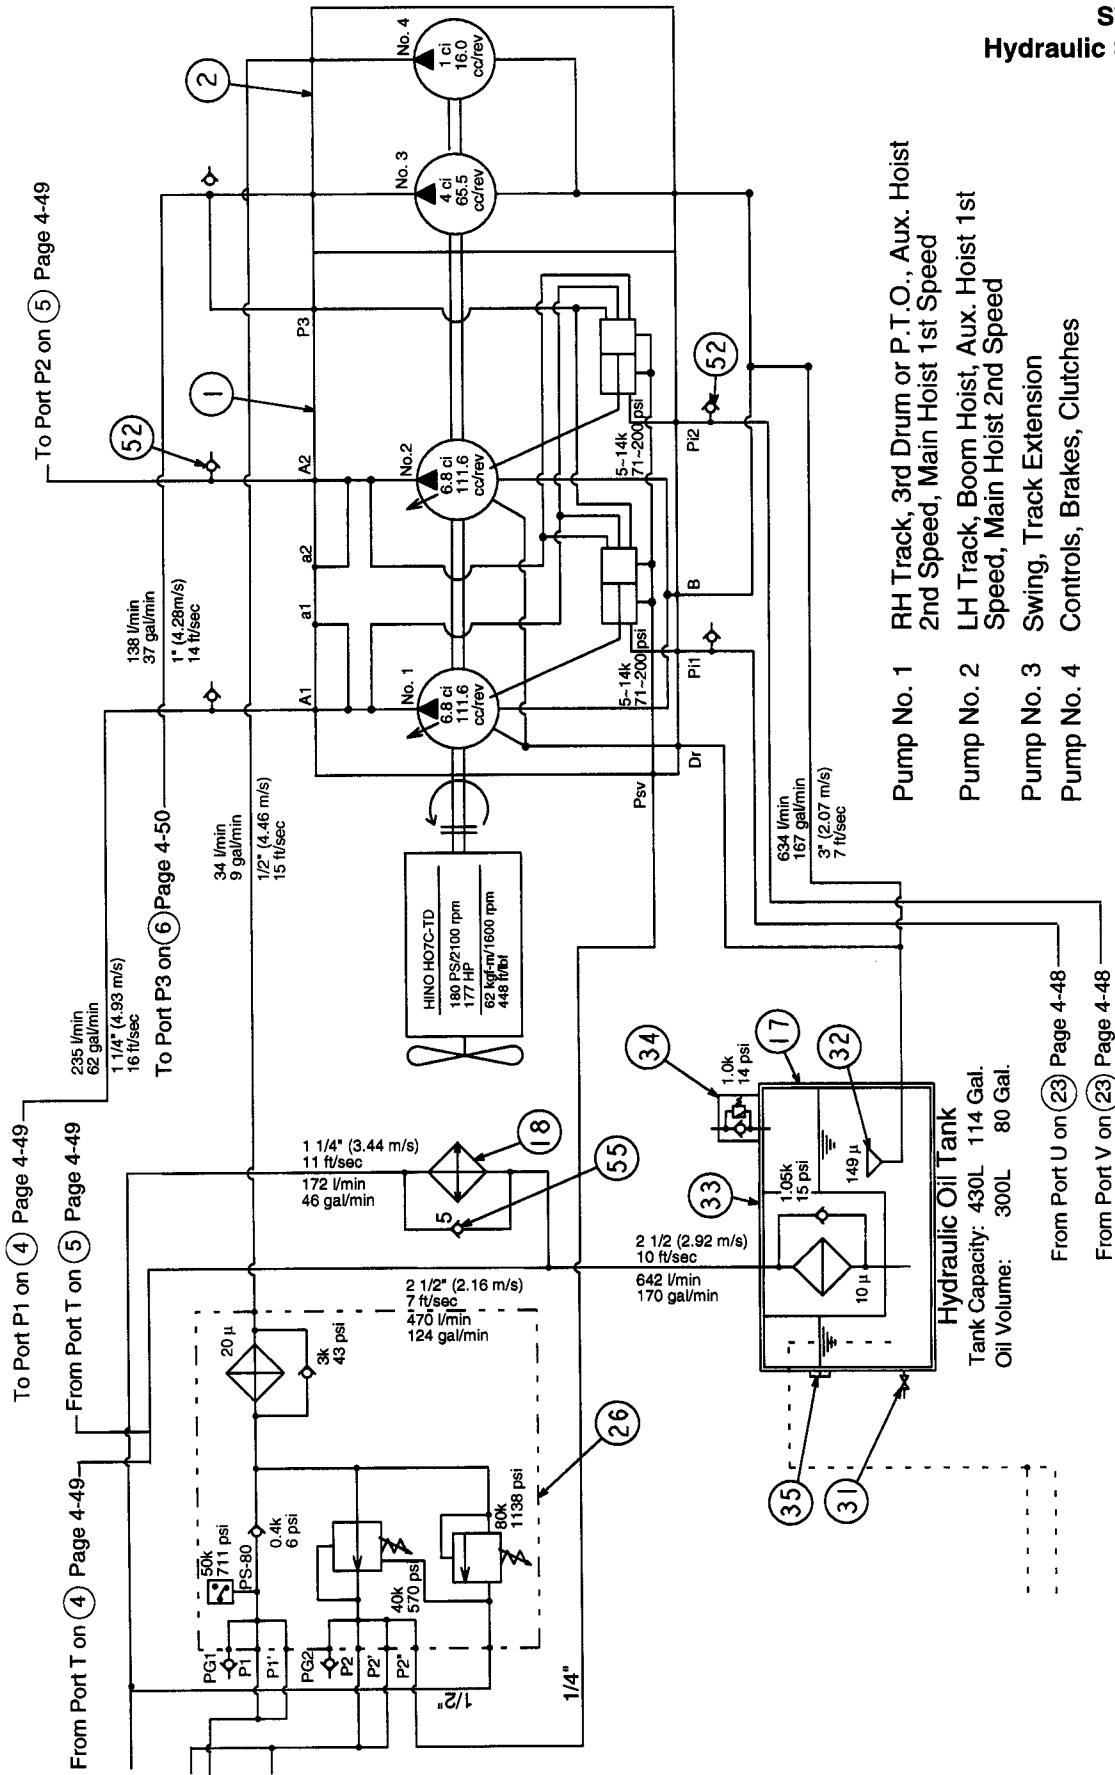 S
Hydraulic
To Port P2 on 5 Page 4-49
2
52
1
52
138 l/min
37 gal/min
1" (4.28m/s)
14 ft/sec
34 l/min
9 gal/min
1/2" (4.46 m/s)
15 ft/sec
235 l/min
62 gal/min
1 1/4" (4.93 m/s)
16 ft/sec
To Port P3 on 6 Page 4-50
To Port P1 on 4 Page 4-49
From Port T on 5 Page 4-49
From Port T on 4 Page 4-49
A1
a1
a2
A2
P3
No. 1
6.8 ci
111.6
cc/rev
No.2
6.8 ci
111.6
cc/rev
No. 3
4 ci
65.5
cc/rev
No. 4
1 ci
16.0
cc/rev
5~14k
71~200 psi
5~14k
71~200 psi
Psv
Dr
Pi1
B
Pi2
HINO HO7C-TD
180 PS/2100 rpm
177 HP
62 kgf-m/1600 rpm
448 ft/lbf
634 l/min
167 gal/min
3" (2.07 m/s)
7 ft/sec
Pump No. 1 RH Track, 3rd Drum or P.T.O., Aux. Hoist
2nd Speed, Main Hoist 1st Speed
Pump No. 2 LH Track, Boom Hoist, Aux. Hoist 1st
Speed, Main Hoist 2nd Speed
Pump No. 3 Swing, Track Extension
Pump No. 4 Controls, Brakes, Clutches
1 1/4" (3.44 m/s)
11 ft/sec
172 l/min
46 gal/min
18
5
55
2 1/2 (2.92 m/s)
10 ft/sec
642 l/min
170 gal/min
2 1/2" (2.16 m/s)
7 ft/sec
470 l/min
124 gal/min
34
1.0k
14 psi
17
32
33
149 µ
1.05k
15 psi
10 µ
Hydraulic Oil Tank
Tank Capacity: 430L 114 Gal.
Oil Volume: 300L 80 Gal.
35
31
From Port U on 23 Page 4-48
From Port V on 23 Page 4-48
20 µ
3k
43 psi
26
50k
711 psi
PS-80
0.4k
6 psi
40k
570 psi
80k
1138 psi
PG1
P1
P1'
PG2
P2
P2'
P2"
1/2"
1/4"